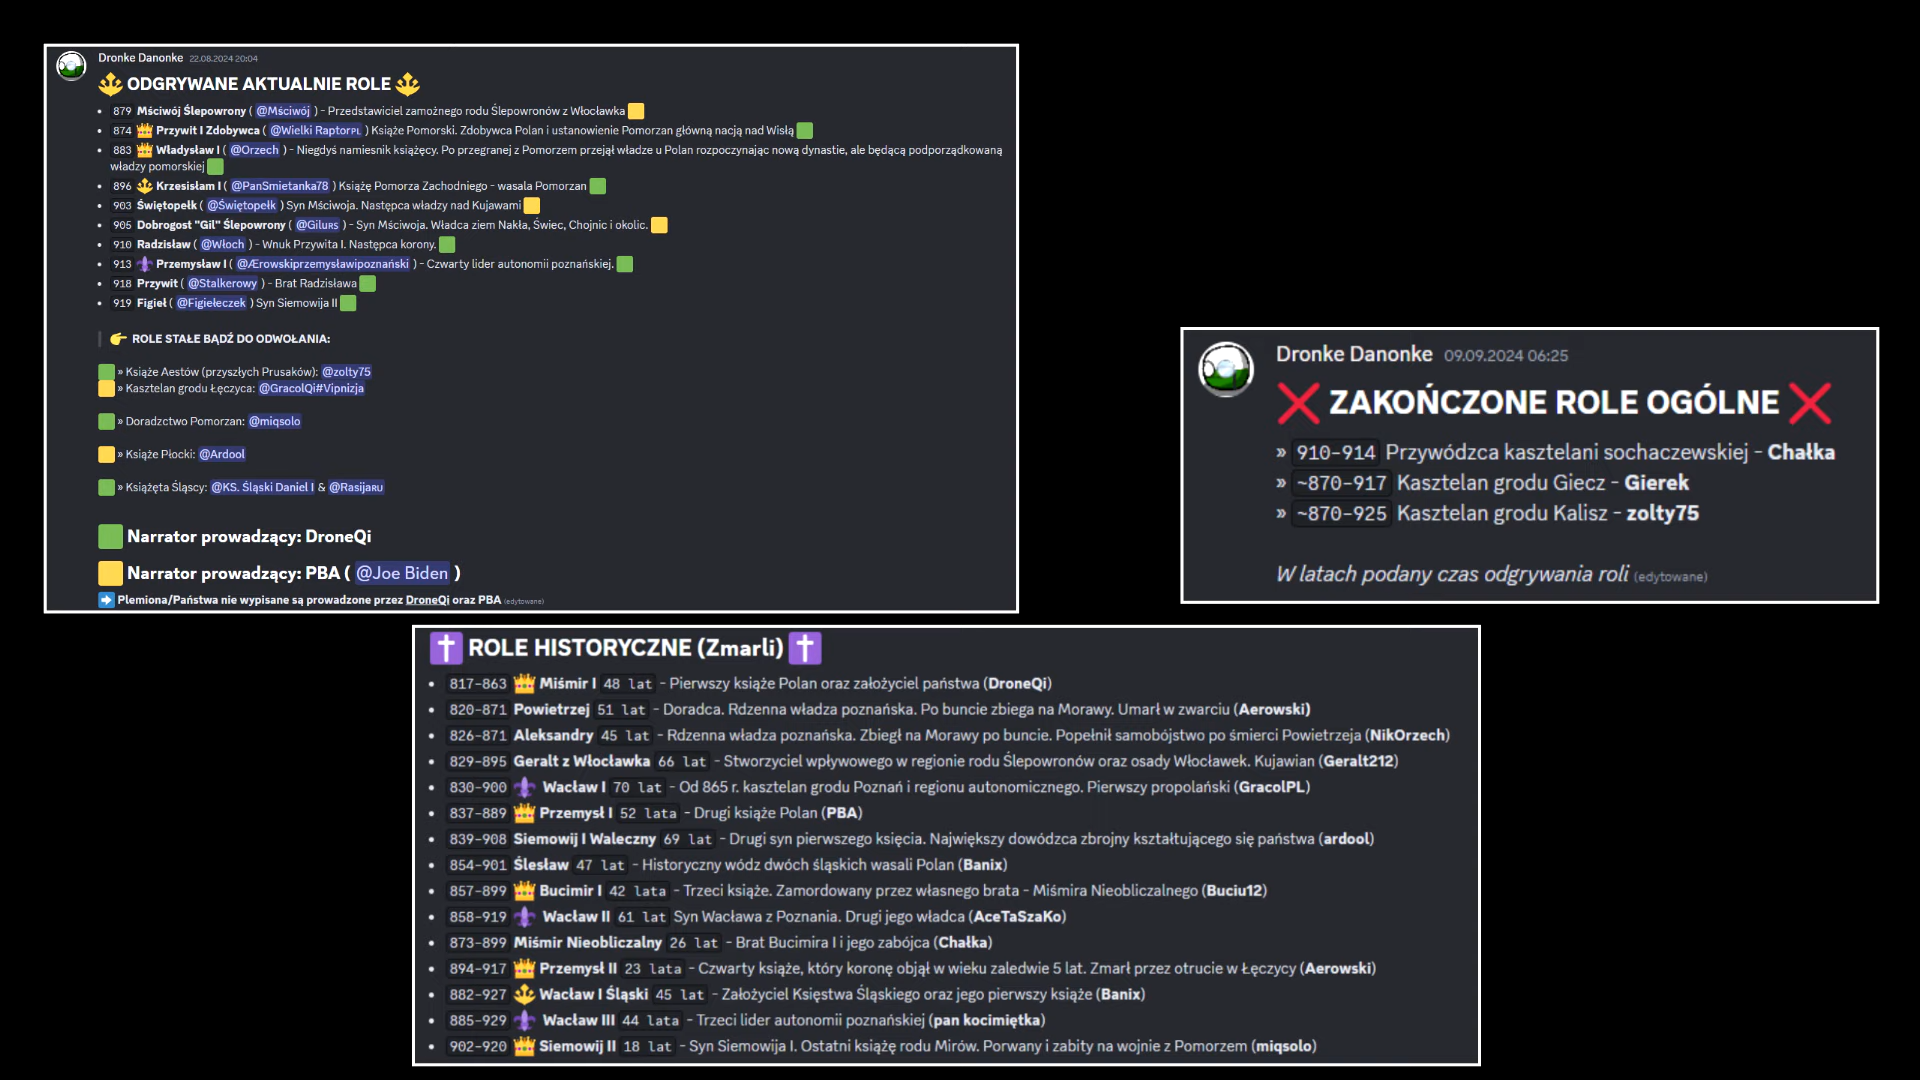 Dronke Danonke 22.08.2024 20:04
ODGRYWANE AKTUALNIE ROLE
• 879 Mściwój Ślepowrony ( @Mściwój ) - Przedstawiciel zamożnego rodu Ślepowronów z Włocławka
• 874 Przywit I Zdobywca ( @Wielki RaptorPL ) Książe Pomorski. Zdobywca Polan i ustanowienie Pomorzan główną nacją nad Wisłą
• 883 Władysław I ( @Orzech ) - Niegdyś namiesnik książęcy. Po przegranej z Pomorzem przejął władze u Polan rozpoczynając nową dynastie, ale będącą podporządkowaną
władzy pomorskiej
• 896 Krzesisłam I ( @PanSmietanka78 ) Książę Pomorza Zachodniego - wasala Pomorzan
• 903 Świętopełk ( @Świętopełk ) Syn Mściwoja. Następca władzy nad Kujawami
• 905 Dobrogost "Gil" Ślepowrony ( @GiluRS ) - Syn Mściwoja. Władca ziem Nakła, Świec, Chojnic i okolic.
• 910 Radzisław ( @Włoch ) - Wnuk Przywita I. Następca korony.
• 913 Przemysław I ( @Ærowskiprzemysławipoznański ) - Czwarty lider autonomii poznańskiej.
• 918 Przywit ( @Stalkerowy ) - Brat Radzisława
• 919 Figieł ( @Figiełeczek ) Syn Siemowija II
ROLE STAŁE BĄDŹ DO ODWOŁANIA:
» Książe Aestów (przyszłych Prusaków): @zolty75
» Kasztelan grodu Łęczyca: @GracolQi#Vipnizja
» Doradztwo Pomorzan: @miqsolo
» Książe Płocki: @Ardool
» Książęta Śląscy: @KS. Śląski Daniel I & @RasijaRU
Narrator prowadzący: DroneQi
Narrator prowadzący: PBA ( @Joe Biden )
Plemiona/Państwa nie wypisane są prowadzone przez DroneQi oraz PBA (edytowane)
Dronke Danonke 09.09.2024 06:25
ZAKOŃCZONE ROLE OGÓLNE
» 910-914 Przywódzca kasztelani sochaczewskiej - Chałka
» ~870-917 Kasztelan grodu Giecz - Gierek
» ~870-925 Kasztelan grodu Kalisz - zolty75
W latach podany czas odgrywania roli (edytowane)
ROLE HISTORYCZNE (Zmarli)
• 817-863 Miśmir I 48 lat - Pierwszy książe Polan oraz założyciel państwa (DroneQi)
• 820-871 Powietrzej 51 lat - Doradca. Rdzenna władza poznańska. Po buncie zbiega na Morawy. Umarł w zwarciu (Aerowski)
• 826-871 Aleksandry 45 lat - Rdzenna władza poznańska. Zbiegł na Morawy po buncie. Popełnił samobójstwo po śmierci Powietrzeja (NikOrzech)
• 829-895 Geralt z Włocławka 66 lat - Stworzyciel wpływowego w regionie rodu Ślepowronów oraz osady Włocławek. Kujawian (Geralt212)
• 830-900 Wacław I 70 lat - Od 865 r. kasztelan grodu Poznań i regionu autonomicznego. Pierwszy propolański (GracolPL)
• 837-889 Przemysł I 52 lata - Drugi książe Polan (PBA)
• 839-908 Siemowij I Waleczny 69 lat - Drugi syn pierwszego księcia. Największy dowódzca zbrojny kształtującego się państwa (ardool)
• 854-901 Ślesław 47 lat - Historyczny wódz dwóch śląskich wasali Polan (Banix)
• 857-899 Bucimir I 42 lata - Trzeci książe. Zamordowany przez własnego brata - Miśmira Nieobliczalnego (Buciu12)
• 858-919 Wacław II 61 lat Syn Wacława z Poznania. Drugi jego władca (AceTaSzaKo)
• 873-899 Miśmir Nieobliczalny 26 lat - Brat Bucimira I i jego zabójca (Chałka)
• 894-917 Przemysł II 23 lata - Czwarty książe, który koronę objął w wieku zaledwie 5 lat. Zmarł przez otrucie w Łęczycy (Aerowski)
• 882-927 Wacław I Śląski 45 lat - Założyciel Księstwa Śląskiego oraz jego pierwszy książe (Banix)
• 885-929 Wacław III 44 lata - Trzeci lider autonomii poznańskiej (pan kocimiętka)
• 902-920 Siemowij II 18 lat - Syn Siemowija I. Ostatni książę rodu Mirów. Porwany i zabity na wojnie z Pomorzem (miqsolo)